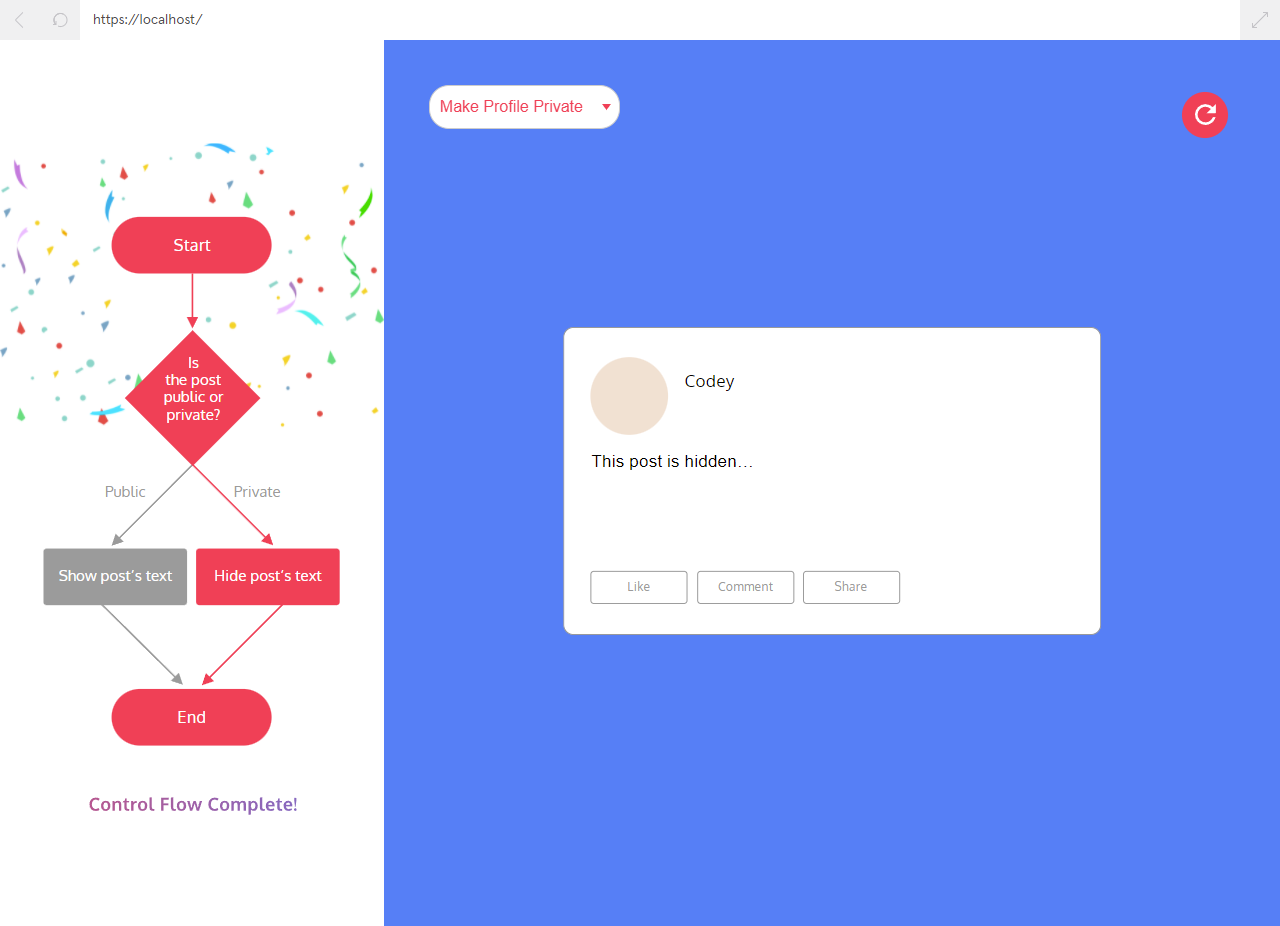 https://localhost/
Make Profile Private
Start
Is
the post
public or
private?
Public
Private
Show post's text
Hide post's text
End
Control Flow Complete!
Codey
This post is hidden…
Like
Comment
Share